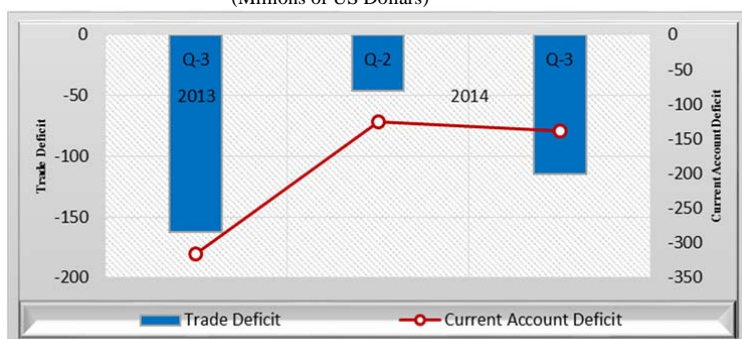 (Millions of US Dollars)
0
-50
-100
-150
-200
Trade Deficit
Q-3
2013
Q-2
2014
Q-3
0
-50
-100
-150
-200
-250
-300
-350
Current Account Deficit
Trade Deficit
Current Account Deficit